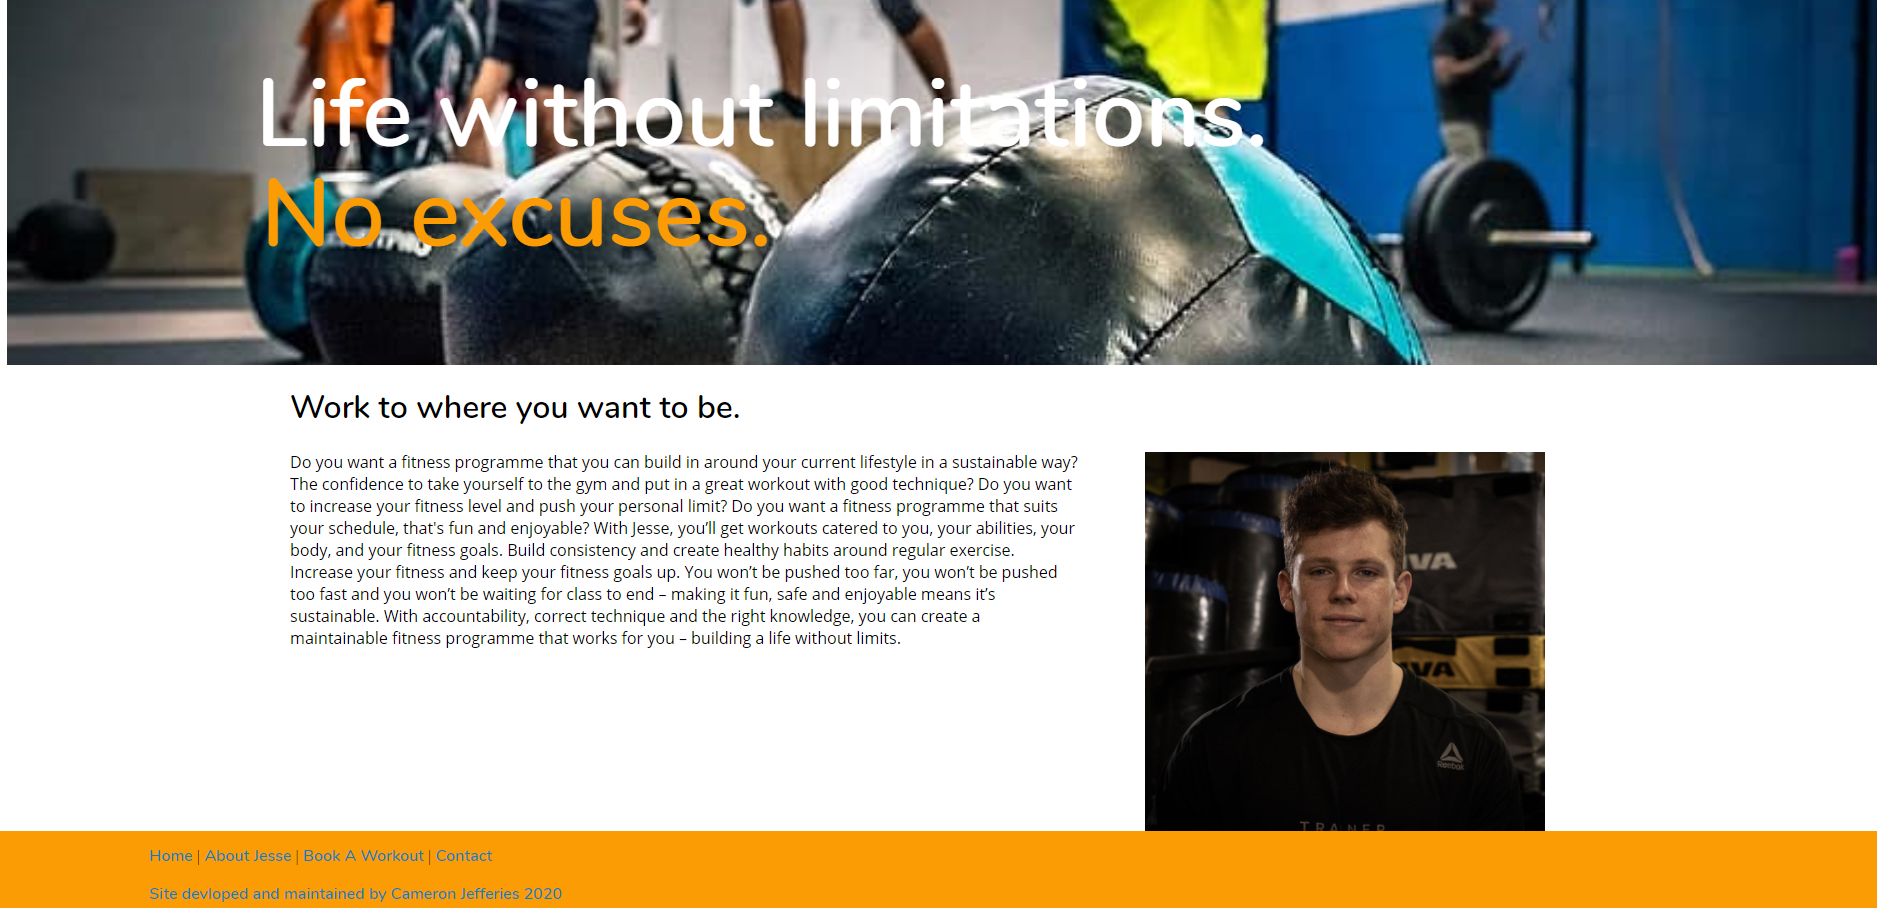 Life without limitations.
No excuses.
Work to where you want to be.
Do you want a fitness programme that you can build in around your current lifestyle in a sustainable way?
The confidence to take yourself to the gym and put in a great workout with good technique? Do you want
to increase your fitness level and push your personal limit? Do you want a fitness programme that suits
your schedule, that's fun and enjoyable? With Jesse, you’ll get workouts catered to you, your abilities, your
body, and your fitness goals. Build consistency and create healthy habits around regular exercise.
Increase your fitness and keep your fitness goals up. You won’t be pushed too far, you won’t be pushed
too fast and you won’t be waiting for class to end – making it fun, safe and enjoyable means it’s
sustainable. With accountability, correct technique and the right knowledge, you can create a
maintainable fitness programme that works for you – building a life without limits.
Reebok
Home | About Jesse | Book A Workout | Contact
Site devloped and maintained by Cameron Jefferies 2020